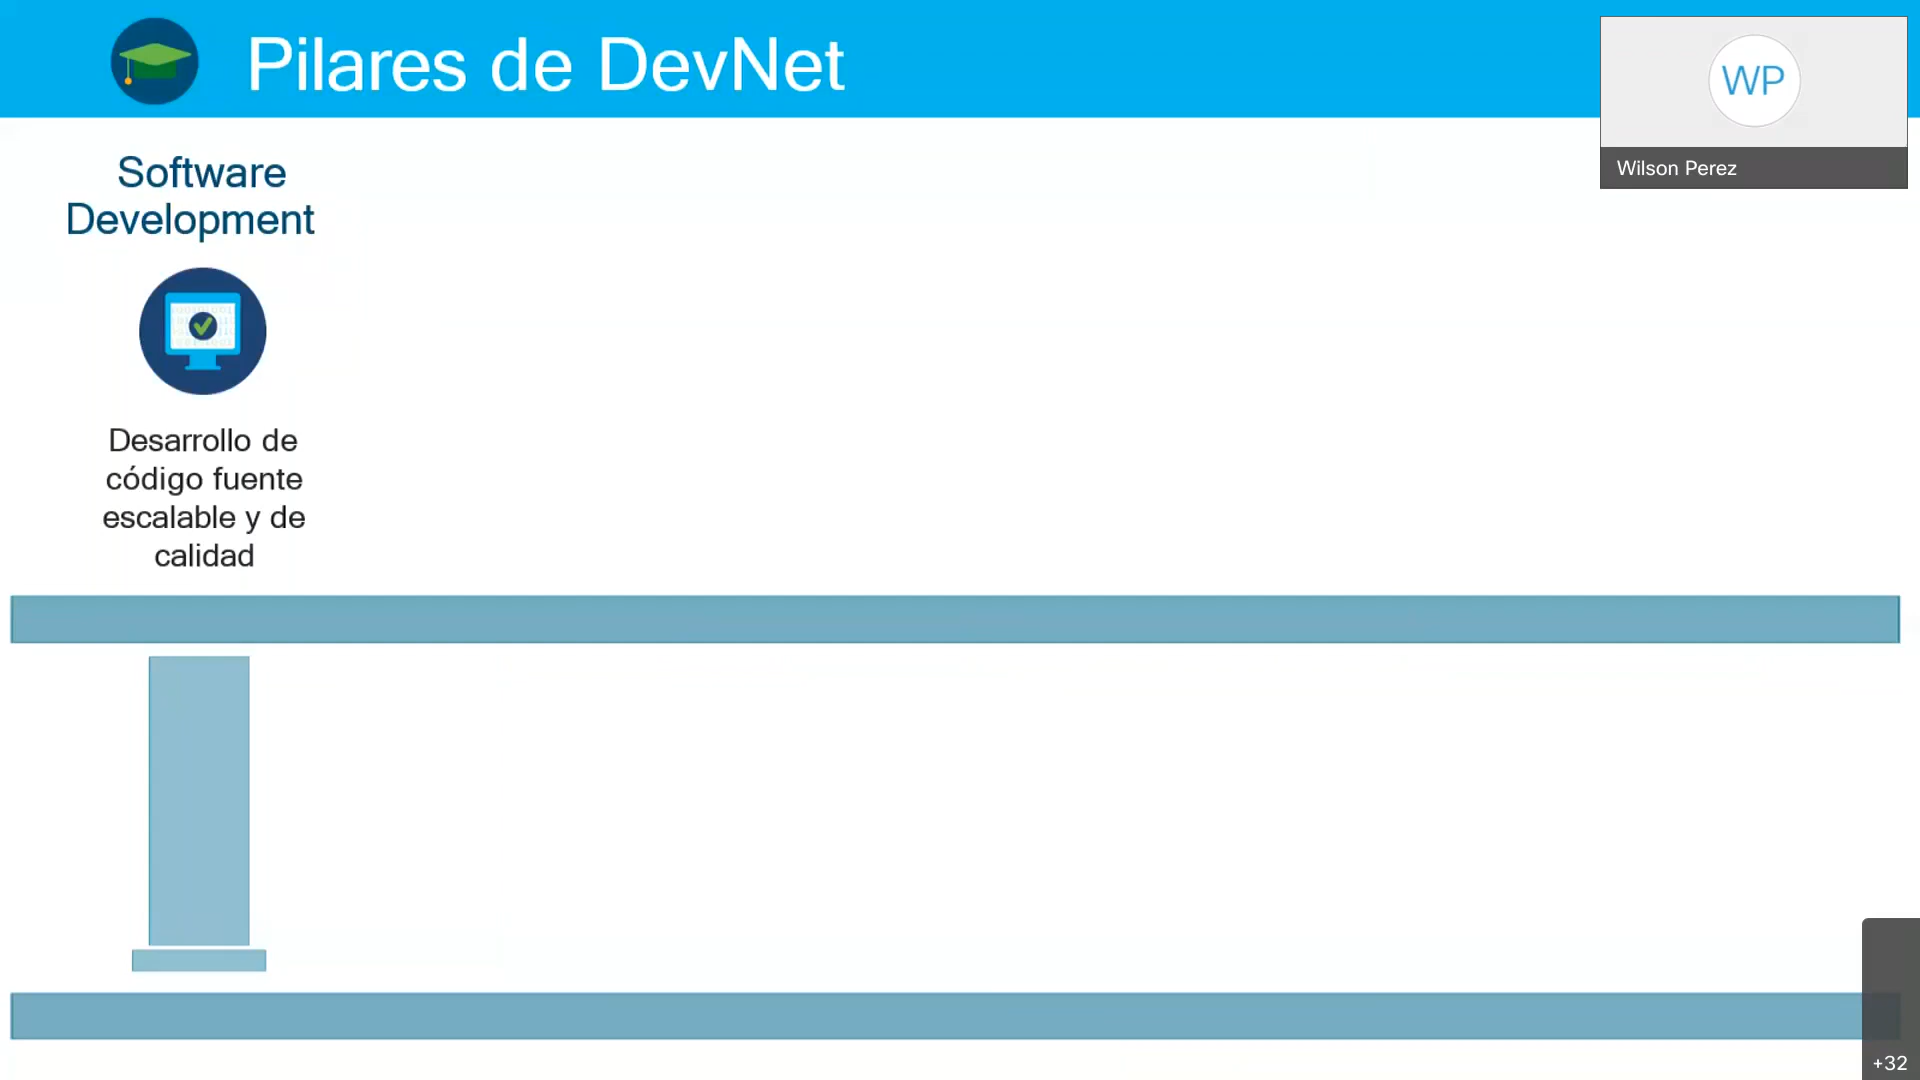 Pilares de DevNet
WP
Wilson Perez
Software
Development
Desarrollo de
código fuente
escalable y de
calidad
+32